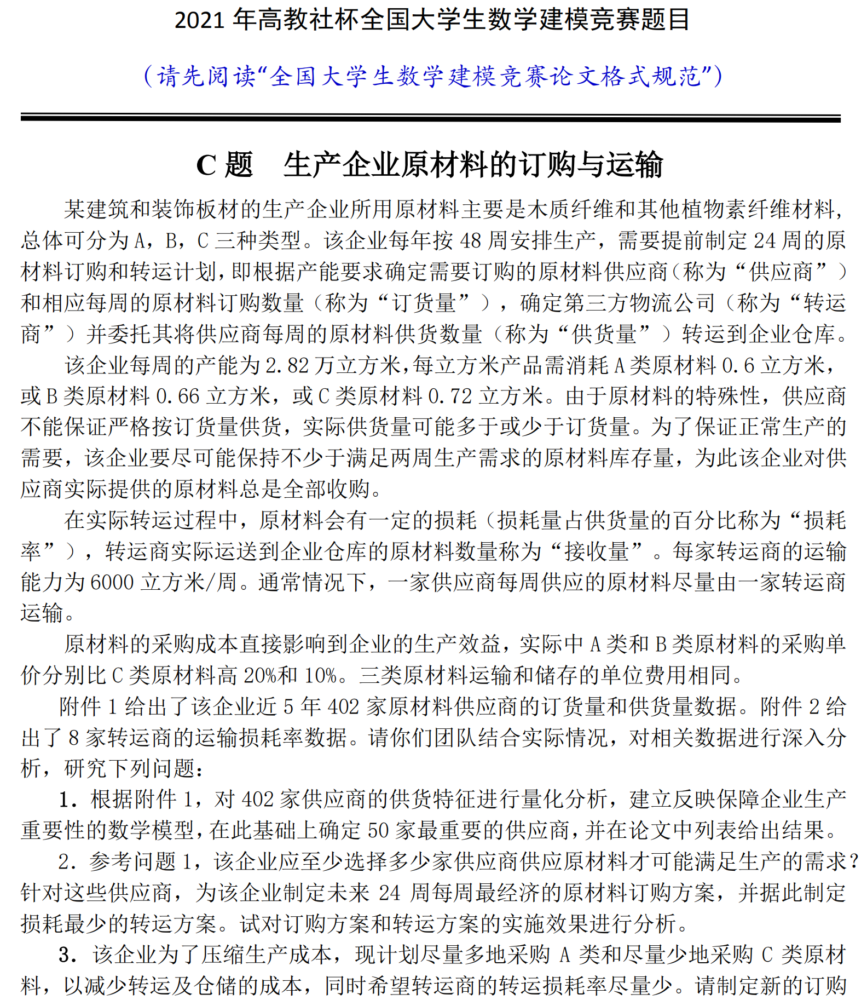 2021 年高教社杯全国大学生数学建模竞赛题目
（请先阅读“全国大学生数学建模竞赛论文格式规范”）
C 题 生产企业原材料的订购与运输
某建筑和装饰板材的生产企业所用原材料主要是木质纤维和其他植物素纤维材料，
总体可分为 A，B，C 三种类型。该企业每年按 48 周安排生产，需要提前制定 24 周的原
材料订购和转运计划，即根据产能要求确定需要订购的原材料供应商（称为“供应商”）
和相应每周的原材料订购数量（称为“订货量”），确定第三方物流公司（称为“转运
商”）并委托其将供应商每周的原材料供货数量（称为“供货量”）转运到企业仓库。
该企业每周的产能为 2.82 万立方米，每立方米产品需消耗 A 类原材料 0.6 立方米，
或 B 类原材料 0.66 立方米，或 C 类原材料 0.72 立方米。由于原材料的特殊性，供应商
不能保证严格按订货量供货，实际供货量可能多于或少于订货量。为了保证正常生产的
需要，该企业要尽可能保持不少于满足两周生产需求的原材料库存量，为此该企业对供
应商实际提供的原材料总是全部收购。
在实际转运过程中，原材料会有一定的损耗（损耗量占供货量的百分比称为“损耗
率”），转运商实际运送到企业仓库的原材料数量称为“接收量”。每家转运商的运输
能力为 6000 立方米/周。通常情况下，一家供应商每周供应的原材料尽量由一家转运商
运输。
原材料的采购成本直接影响到企业的生产效益，实际中 A 类和 B 类原材料的采购单
价分别比 C 类原材料高 20%和 10%。三类原材料运输和储存的单位费用相同。
附件 1 给出了该企业近 5 年 402 家原材料供应商的订货量和供货量数据。附件 2 给
出了 8 家转运商的运输损耗率数据。请你们团队结合实际情况，对相关数据进行深入分
析，研究下列问题：
1．根据附件 1，对 402 家供应商的供货特征进行量化分析，建立反映保障企业生产
重要性的数学模型，在此基础上确定 50 家最重要的供应商，并在论文中列表给出结果。
2．参考问题 1，该企业应至少选择多少家供应商供应原材料才可能满足生产的需求？
针对这些供应商，为该企业制定未来 24 周每周最经济的原材料订购方案，并据此制定
损耗最少的转运方案。试对订购方案和转运方案的实施效果进行分析。
3．该企业为了压缩生产成本，现计划尽量多地采购 A 类和尽量少地采购 C 类原材
料，以减少转运及仓储的成本，同时希望转运商的转运损耗率尽量少。请制定新的订购